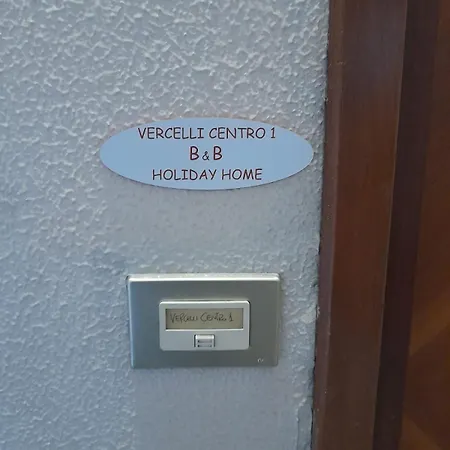 VERCELLI CENTRO 1
B & B
HOLIDAY HOME
VERCELLI CENTRO 1